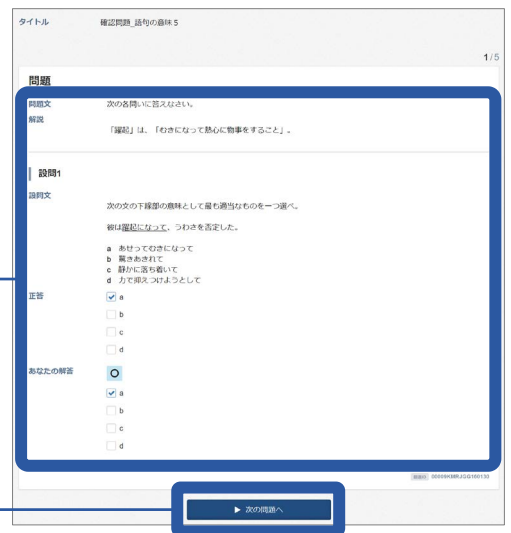 タイトル 確認問題_語句の意味 5
1/5
問題
問題文 次の各問いに答えなさい。
解説
「躍起」は、「むきになって熱心に物事をすること」。
設問1
設問文
次の文の下線部の意味として最も適当なものを一つ選べ。
彼は躍起になって、うわさを否定した。
a あせってむきになって
b 驚きあきれて
c 静かに落ち着いて
d 力で抑えつけようとして
正答 a
b
c
d
あなたの解答
a
b
c
d
▶ 次の問題へ